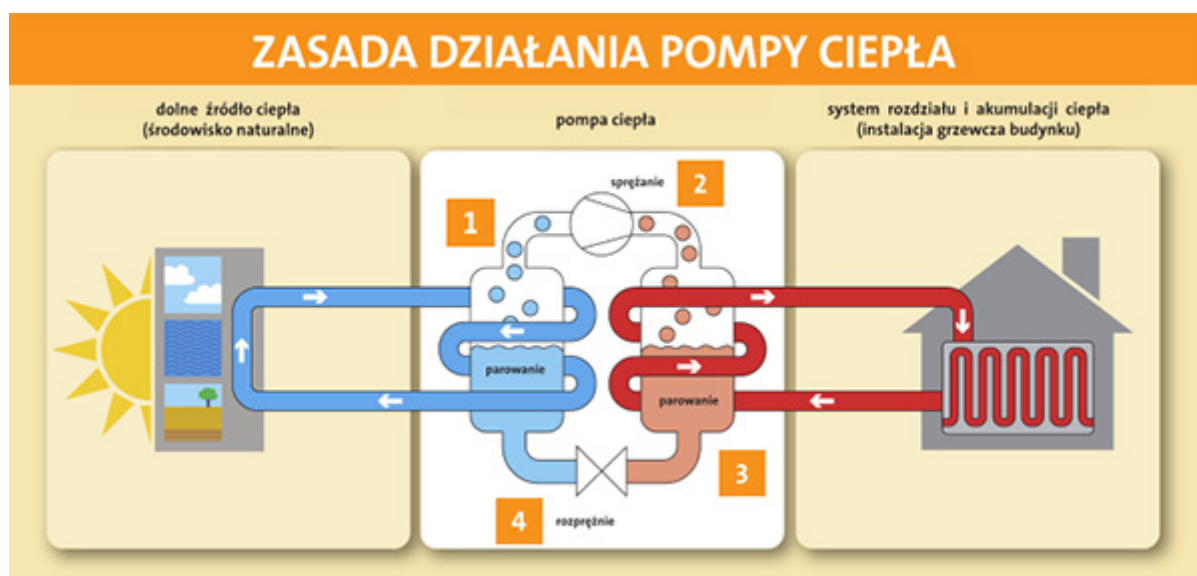 ZASADA DZIAŁANIA POMPY CIEPŁA
dolne źródło ciepła
(środowisko naturalne)
pompa ciepła
system rozdziału i akumulacji ciepła
(instalacja grzewcza budynku)
1
sprężanie
2
parowanie
parowanie
3
4
rozprężnie